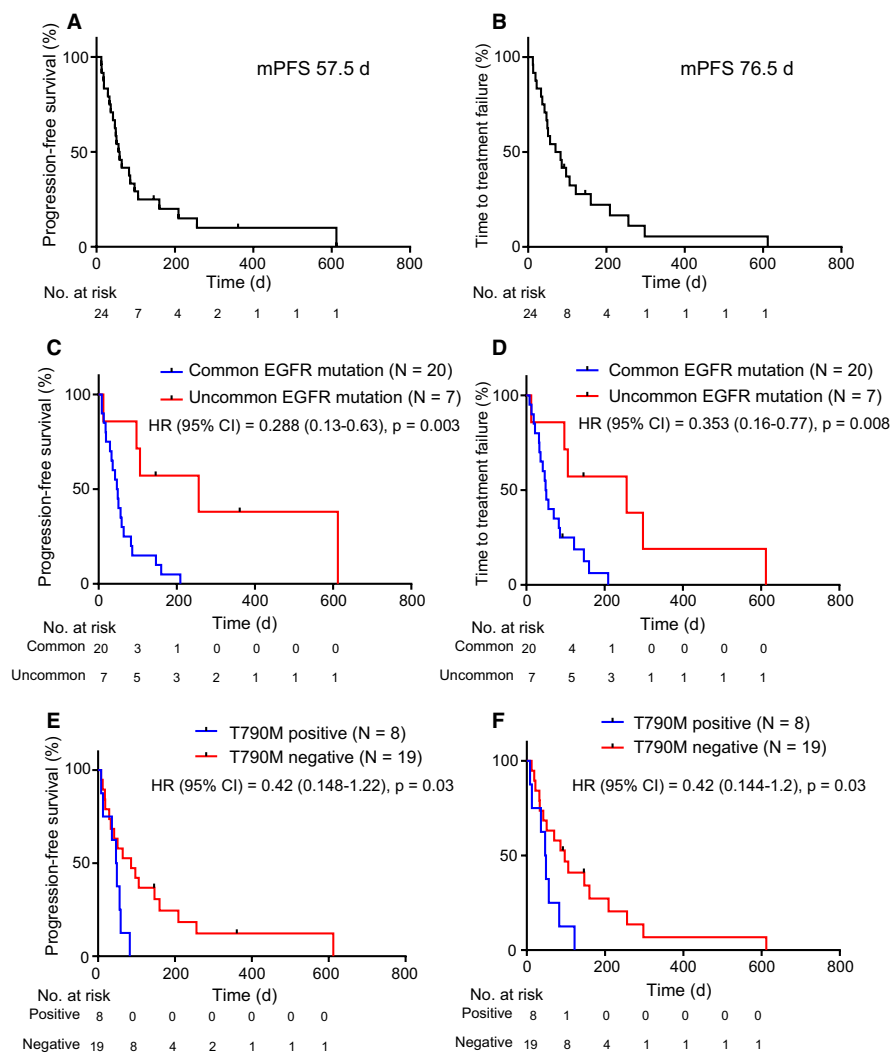 A
Progression-free survival (%)
mPFS 57.5 d
100
50
0
0 200 400 600 800
Time (d)
No. at risk
24 7 4 2 1 1 1
B
Time to treatment failure (%)
mPFS 76.5 d
100
50
0
0 200 400 600 800
Time (d)
No. at risk
24 8 4 1 1 1 1
C
Progression-free survival (%)
Common EGFR mutation (N = 20)
Uncommon EGFR mutation (N = 7)
HR (95% CI) = 0.288 (0.13-0.63), p = 0.003
100
50
0
0 200 400 600 800
Time (d)
No. at risk
Common 20 3 1 0 0 0 0
Uncommon 7 5 3 2 1 1 1
D
Time to treatment failure (%)
Common EGFR mutation (N = 20)
Uncommon EGFR mutation (N = 7)
HR (95% CI) = 0.353 (0.16-0.77), p = 0.008
100
50
0
0 200 400 600 800
Time (d)
No. at risk
Common 20 4 1 0 0 0 0
Uncommon 7 5 3 1 1 1 1
E
Progression-free survival (%)
T790M positive (N = 8)
T790M negative (N = 19)
HR (95% CI) = 0.42 (0.148-1.22), p = 0.03
100
50
0
0 200 400 600 800
Time (d)
No. at risk
Positive 8 0 0 0 0 0 0
Negative 19 8 4 2 1 1 1
F
Time to treatment failure (%)
T790M positive (N = 8)
T790M negative (N = 19)
HR (95% CI) = 0.42 (0.144-1.2), p = 0.03
100
50
0
0 200 400 600 800
Time (d)
No. at risk
Positive 8 1 0 0 0 0 0
Negative 19 8 4 1 1 1 1